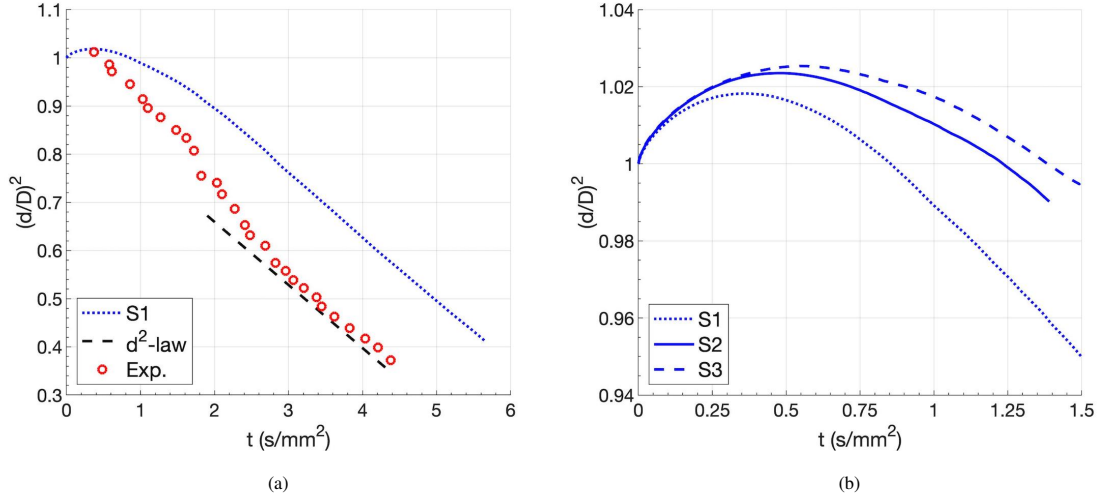 1.1
1
0.9
0.8
0.7
0.6
0.5
0.4
0.3
(d/D)²
0 1 2 3 4 5 6
t (s/mm²)
S1
d²-law
Exp.
(a)
1.04
1.02
1
0.98
0.96
0.94
(d/D)²
0 0.25 0.5 0.75 1 1.25 1.5
t (s/mm²)
S1
S2
S3
(b)